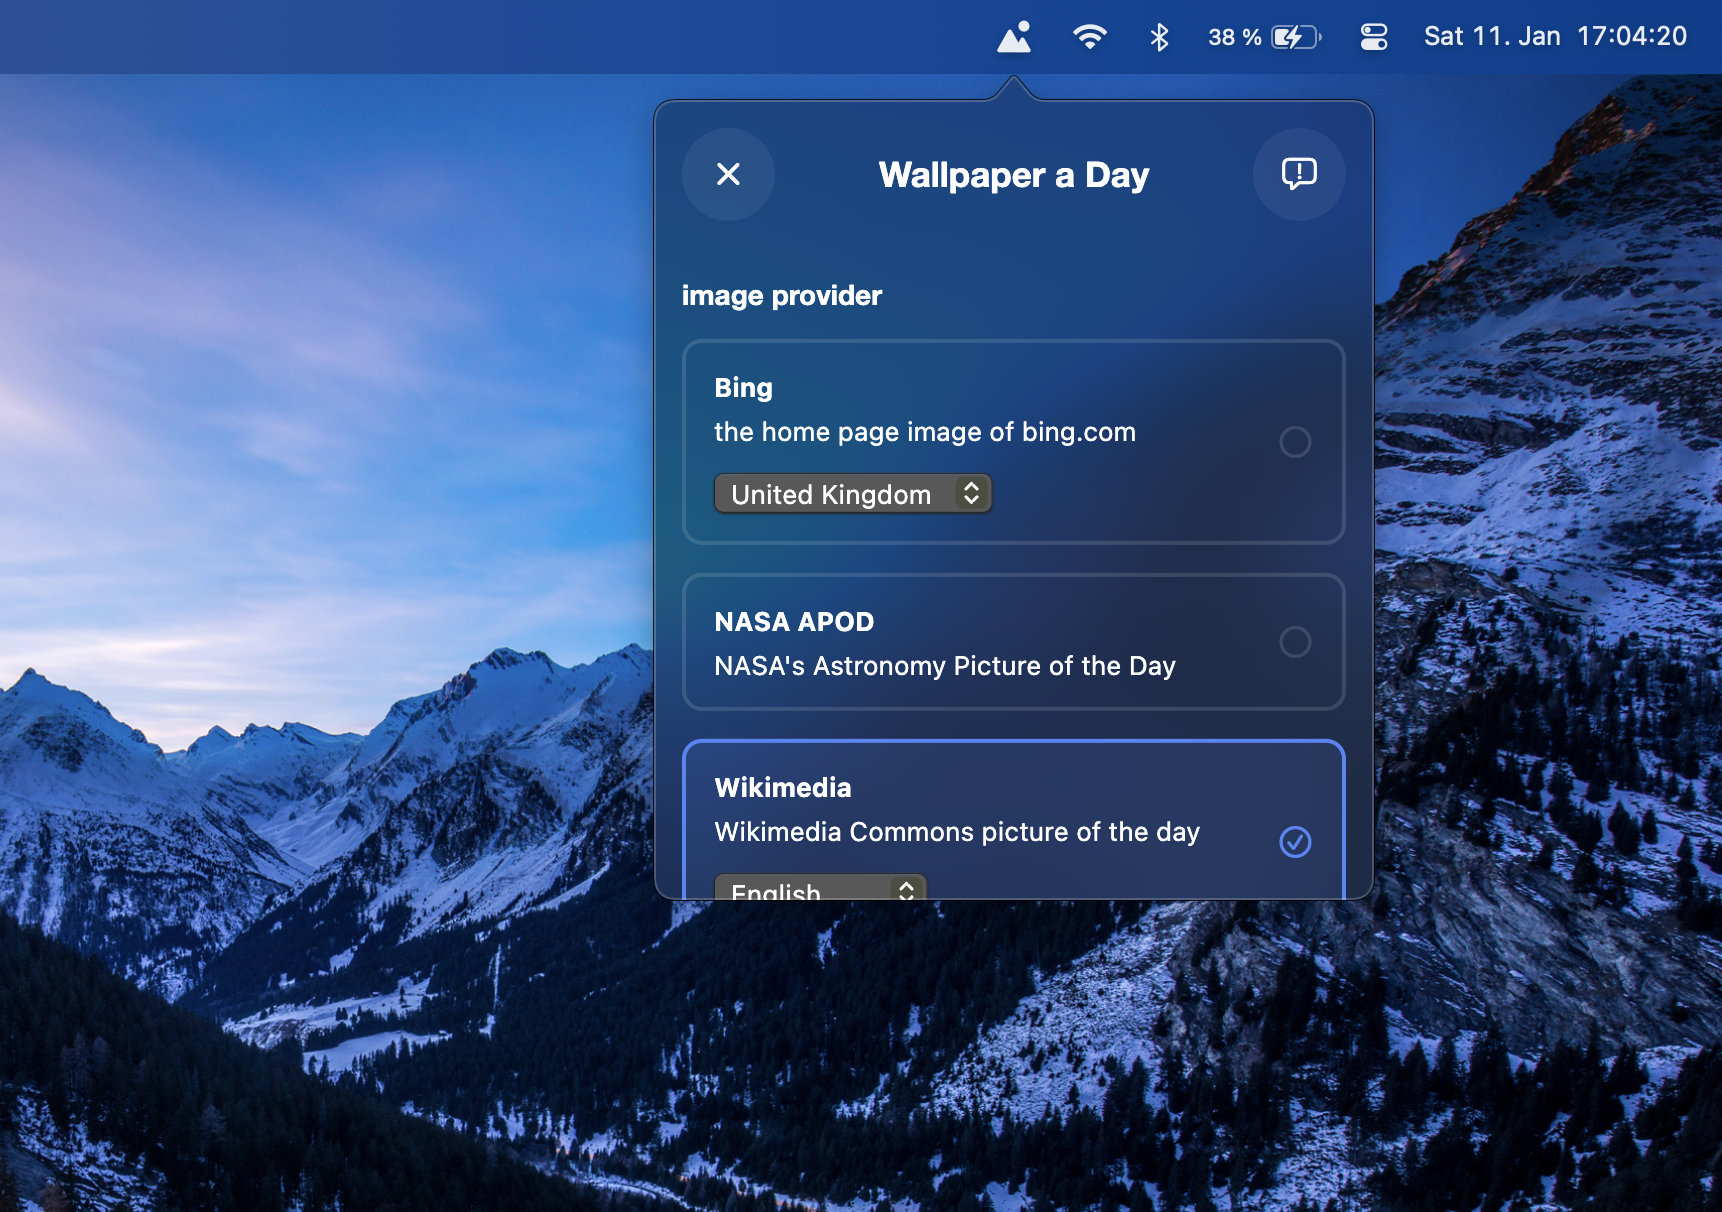 38 %
Sat 11. Jan 17:04:20
Wallpaper a Day
image provider
Bing
the home page image of bing.com
United Kingdom
NASA APOD
NASA's Astronomy Picture of the Day
Wikimedia
Wikimedia Commons picture of the day
English